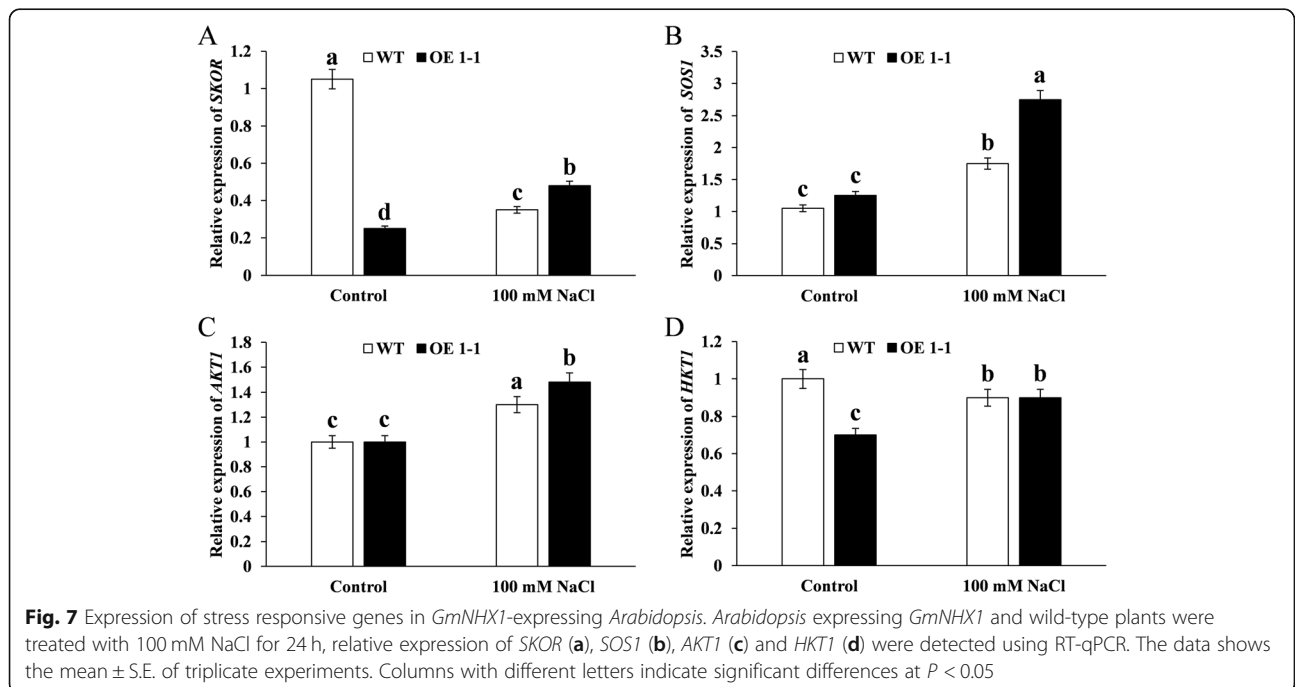 A
WT OE 1-1
Relative expression of SKOR
1.2
1
0.8
0.6
0.4
0.2
0
a
d
c
b
Control 100 mM NaCl
B
WT OE 1-1
Relative expression of SOS1
3.5
3
2.5
2
1.5
1
0.5
0
c
c
b
a
Control 100 mM NaCl
C
WT OE 1-1
Relative expression of AKT1
1.8
1.6
1.4
1.2
1
0.8
0.6
0.4
0.2
0
c
c
a
b
Control 100 mM NaCl
D
WT OE 1-1
Relative expression of HKT1
1.2
1
0.8
0.6
0.4
0.2
0
a
c
b
b
Control 100 mM NaCl
Fig. 7 Expression of stress responsive genes in GmNHX1-expressing Arabidopsis. Arabidopsis expressing GmNHX1 and wild-type plants were
treated with 100 mM NaCl for 24 h, relative expression of SKOR (a), SOS1 (b), AKT1 (c) and HKT1 (d) were detected using RT-qPCR. The data shows
the mean ± S.E. of triplicate experiments. Columns with different letters indicate significant differences at P < 0.05